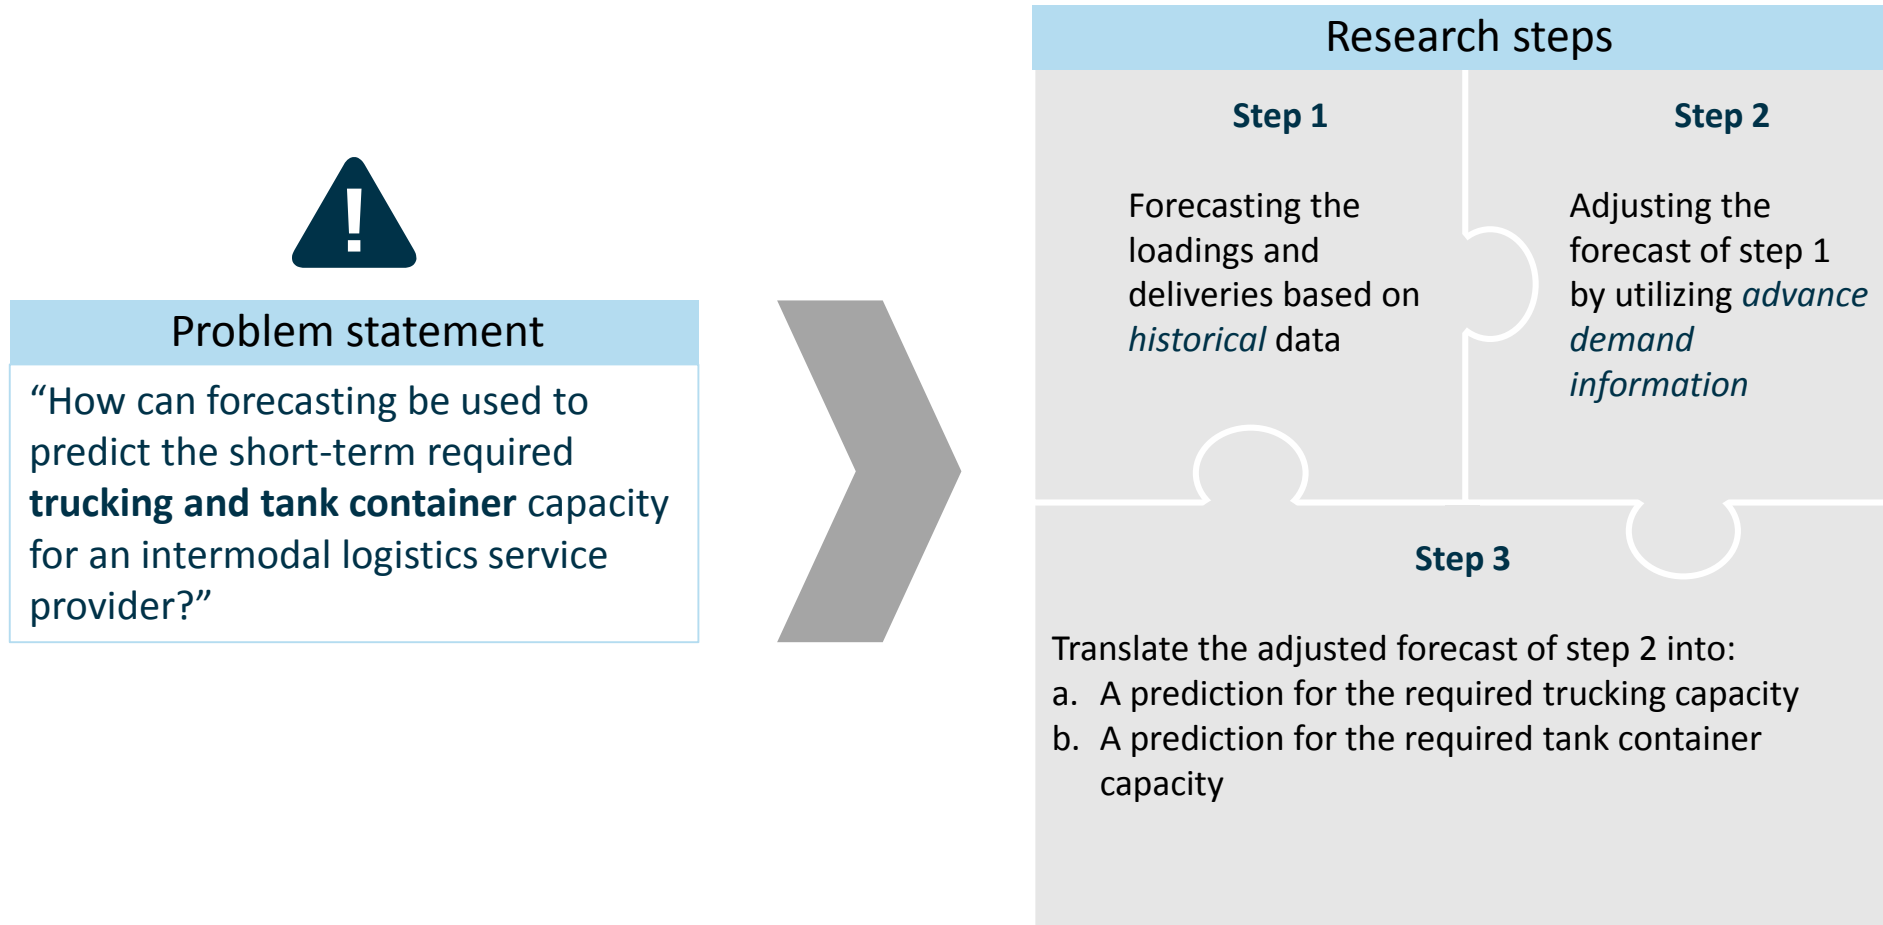 !
Problem statement
“How can forecasting be used to
predict the short-term required
trucking and tank container capacity
for an intermodal logistics service
provider?”
Research steps
Step 1
Forecasting the
loadings and
deliveries based on
historical data
Step 2
Adjusting the
forecast of step 1
by utilizing advance
demand
information
Step 3
Translate the adjusted forecast of step 2 into:
a. A prediction for the required trucking capacity
b. A prediction for the required tank container
capacity